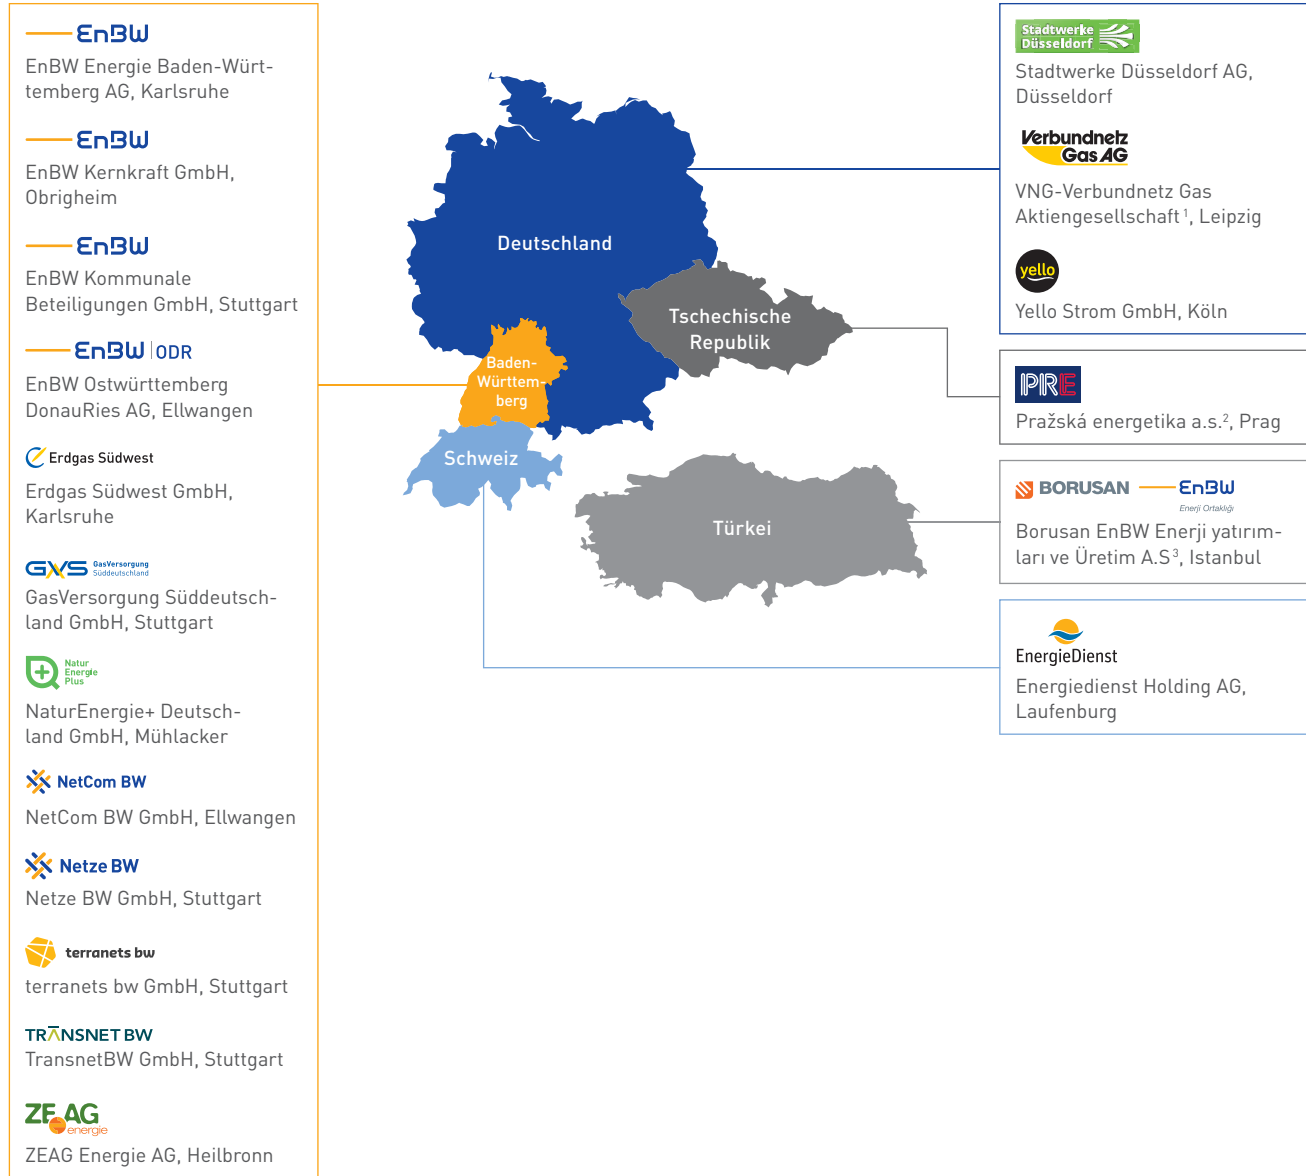 EnBW
EnBW Energie Baden-Würt-
temberg AG, Karlsruhe
EnBW
EnBW Kernkraft GmbH,
Obrigheim
EnBW
EnBW Kommunale
Beteiligungen GmbH, Stuttgart
EnBW ODR
EnBW Ostwürttemberg
DonauRies AG, Ellwangen
Erdgas Südwest
Erdgas Südwest GmbH,
Karlsruhe
GVS GasVersorgung
Süddeutschland
GasVersorgung Süddeutsch-
land GmbH, Stuttgart
Natur
Energie
Plus
NaturEnergie+ Deutsch-
land GmbH, Mühlacker
NetCom BW
NetCom BW GmbH, Ellwangen
Netze BW
Netze BW GmbH, Stuttgart
terranets bw
terranets bw GmbH, Stuttgart
TRANSNET BW
TransnetBW GmbH, Stuttgart
ZEAG
energie
ZEAG Energie AG, Heilbronn
Deutschland
Tschechische
Republik
Baden-
Württem-
berg
Schweiz
Türkei
Stadtwerke
Düsseldorf
Stadtwerke Düsseldorf AG,
Düsseldorf
Verbundnetz
Gas AG
VNG-Verbundnetz Gas
Aktiengesellschaft¹, Leipzig
yello
Yello Strom GmbH, Köln
PRE
Pražská energetika a.s.², Prag
BORUSAN EnBW
Enerji Ortaklığı
Borusan EnBW Enerji yatırım-
ları ve Üretim A.S³, Istanbul
EnergieDienst
Energiedienst Holding AG,
Laufenburg